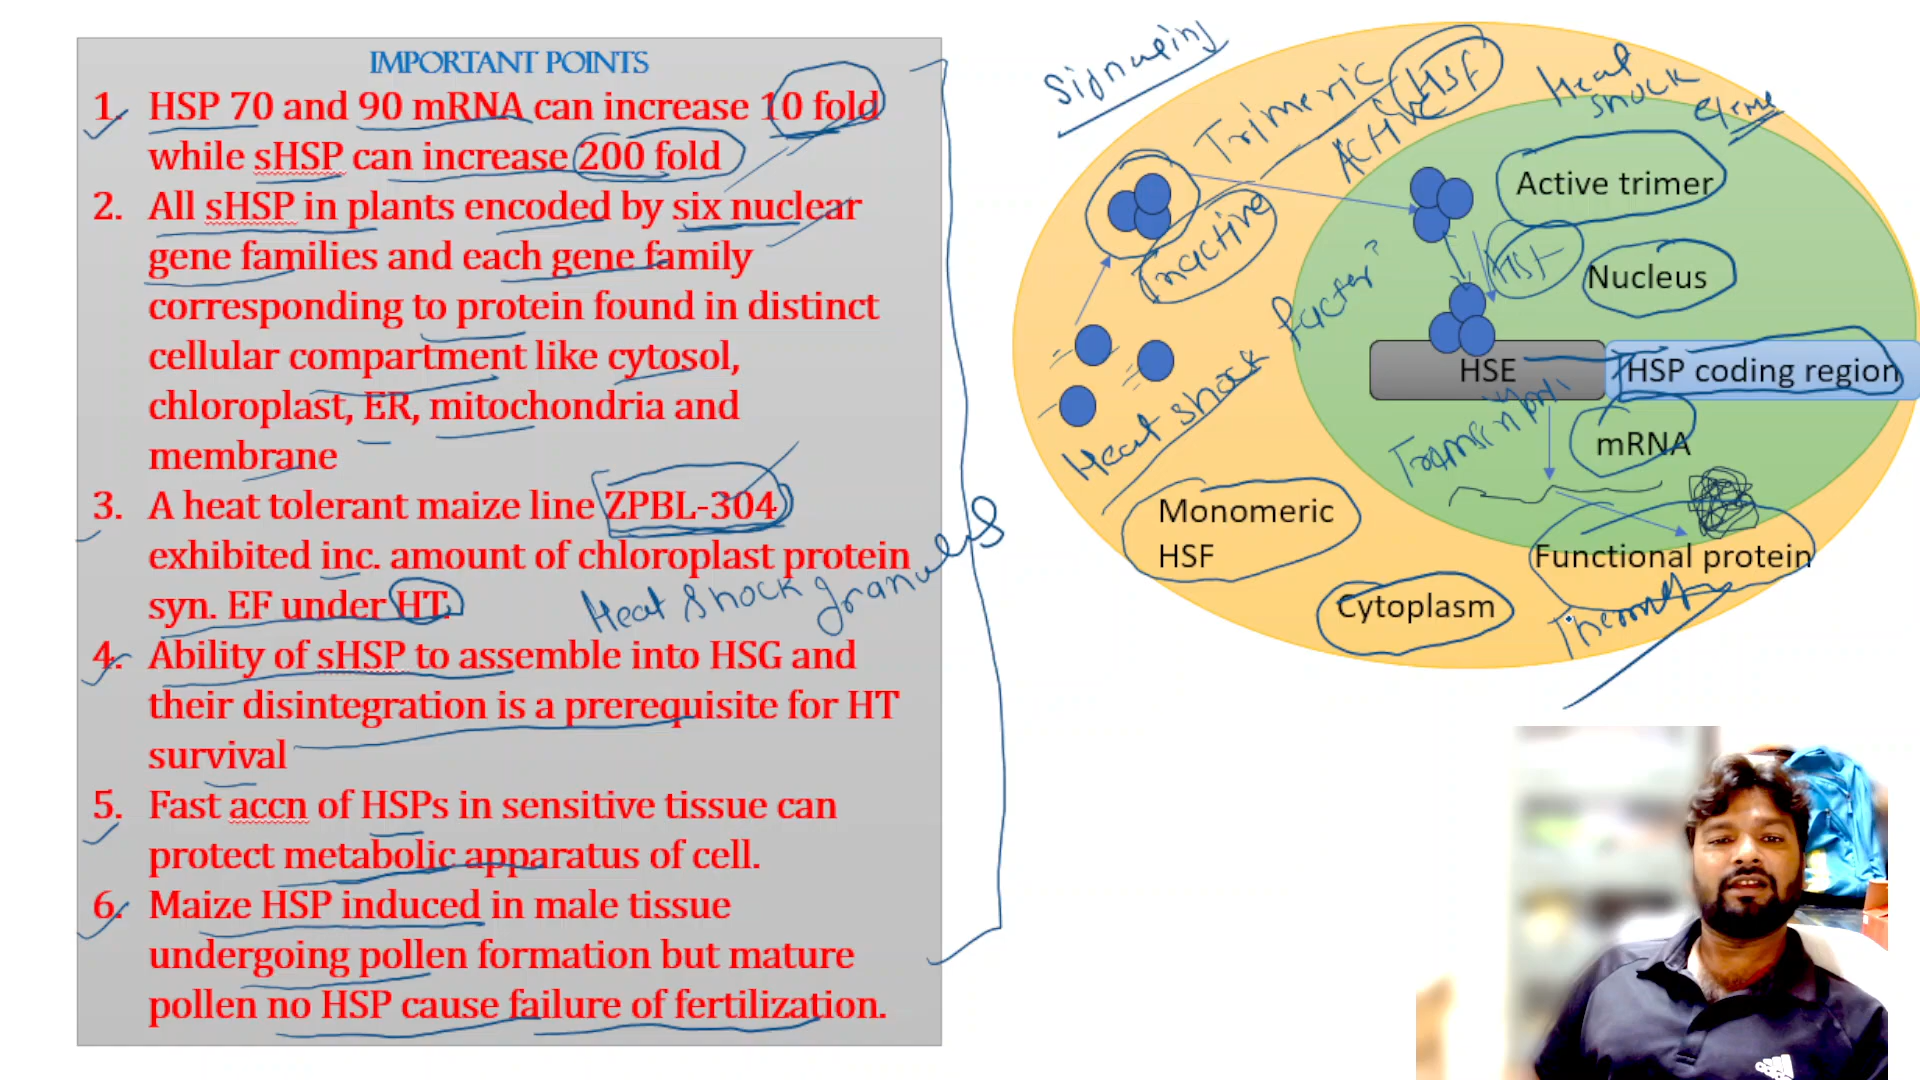 IMPORTANT POINTS
1. HSP 70 and 90 mRNA can increase 10 fold
while sHSP can increase 200 fold
2. All sHSP in plants encoded by six nuclear
gene families and each gene family
corresponding to protein found in distinct
cellular compartment like cytosol,
chloroplast, ER, mitochondria and
membrane
3. A heat tolerant maize line ZPBL-304
exhibited inc. amount of chloroplast protein
syn. EF under HT.
Heat shock granules
4. Ability of sHSP to assemble into HSG and
their disintegration is a prerequisite for HT
survival
5. Fast accn of HSPs in sensitive tissue can
protect metabolic apparatus of cell.
6. Maize HSP induced in male tissue
undergoing pollen formation but mature
pollen no HSP cause failure of fertilization.
Signaling
Trimeric
HSF
Active
Heat
shock
Active trimer
Inactive
HSF
Nucleus
Heat shock factor?
HSE
HSP coding region
mRNA
Monomeric
HSF
Functional protein
Cytoplasm